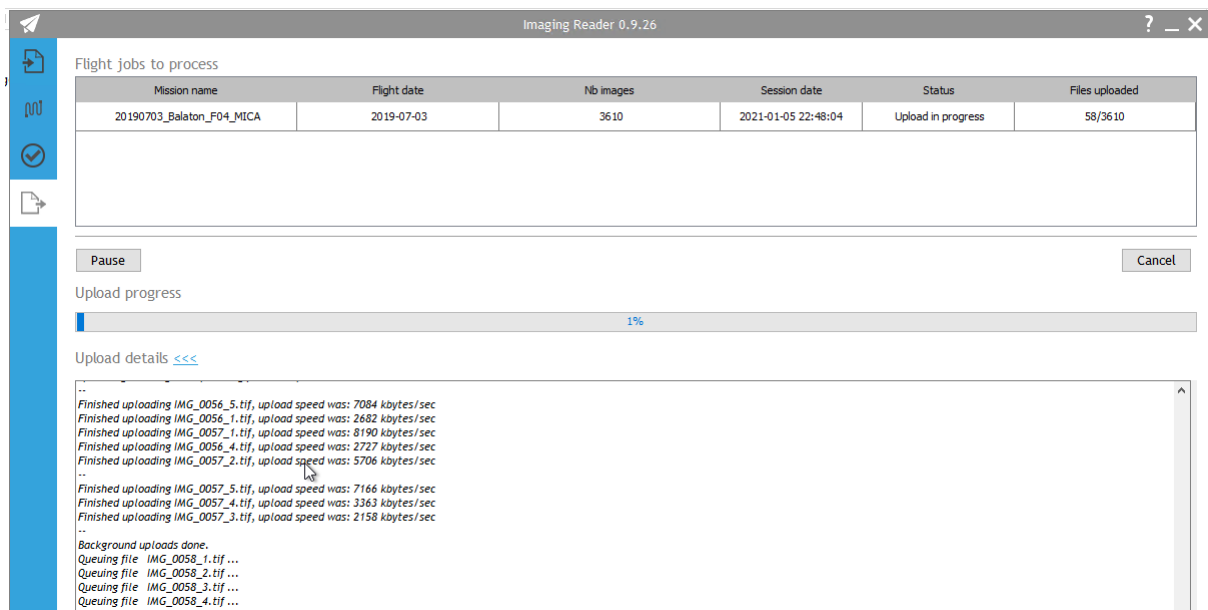 Imaging Reader 0.9.26 ? _ X
Flight jobs to process
Mission name Flight date Nb images Session date Status Files uploaded
20190703_Balaton_F04_MICA 2019-07-03 3610 2021-01-05 22:48:04 Upload in progress 58/3610
Pause Cancel
Upload progress
1%
Upload details <<<
--
Finished uploading IMG_0056_5.tif, upload speed was: 7084 kbytes/sec
Finished uploading IMG_0056_1.tif, upload speed was: 2682 kbytes/sec
Finished uploading IMG_0057_1.tif, upload speed was: 8190 kbytes/sec
Finished uploading IMG_0056_4.tif, upload speed was: 2727 kbytes/sec
Finished uploading IMG_0057_2.tif, upload speed was: 5706 kbytes/sec
--
Finished uploading IMG_0057_5.tif, upload speed was: 7166 kbytes/sec
Finished uploading IMG_0057_4.tif, upload speed was: 3363 kbytes/sec
Finished uploading IMG_0057_3.tif, upload speed was: 2158 kbytes/sec
--
Background uploads done.
Queuing file IMG_0058_1.tif ...
Queuing file IMG_0058_2.tif ...
Queuing file IMG_0058_3.tif ...
Queuing file IMG_0058_4.tif ...